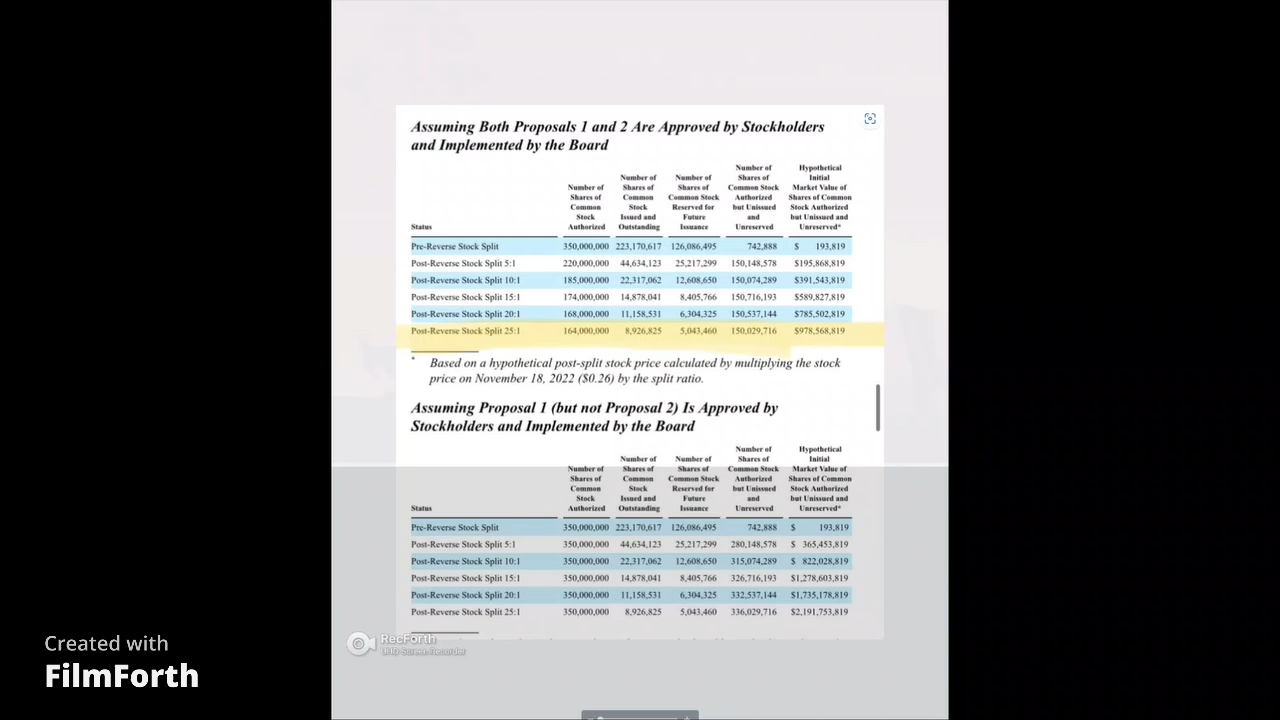 Assuming Both Proposals 1 and 2 Are Approved by Stockholders
and Implemented by the Board
Status
Number of
Shares of
Common
Stock
Authorized
Number of
Shares of
Common
Stock
Issued and
Outstanding
Number of
Shares of
Common Stock
Reserved for
Future
Issuance
Number of
Shares of
Common Stock
Authorized
but Unissued
and
Unreserved
Hypothetical
Initial
Market Value of
Shares of Common
Stock Authorized
but Unissued and
Unreserved*
Pre-Reverse Stock Split 350,000,000 223,170,617 126,086,495 742,888 $ 193,819
Post-Reverse Stock Split 5:1 220,000,000 44,634,123 25,217,299 150,148,578 $195,868,819
Post-Reverse Stock Split 10:1 185,000,000 22,317,062 12,608,650 150,074,289 $391,543,819
Post-Reverse Stock Split 15:1 174,000,000 14,878,041 8,405,766 150,716,193 $589,827,819
Post-Reverse Stock Split 20:1 168,000,000 11,158,531 6,304,325 150,537,144 $785,502,819
Post-Reverse Stock Split 25:1 164,000,000 8,926,825 5,043,460 150,029,716 $978,568,819
* Based on a hypothetical post-split stock price calculated by multiplying the stock
price on November 18, 2022 ($0.26) by the split ratio.
Assuming Proposal 1 (but not Proposal 2) Is Approved by
Stockholders and Implemented by the Board
Status
Number of
Shares of
Common
Stock
Authorized
Number of
Shares of
Common
Stock
Issued and
Outstanding
Number of
Shares of
Common Stock
Reserved for
Future
Issuance
Number of
Shares of
Common Stock
Authorized
but Unissued
and
Unreserved
Hypothetical
Initial
Market Value of
Shares of Common
Stock Authorized
but Unissued and
Unreserved*
Pre-Reverse Stock Split 350,000,000 223,170,617 126,086,495 742,888 $ 193,819
Post-Reverse Stock Split 5:1 350,000,000 44,634,123 25,217,299 280,148,578 $ 365,453,819
Post-Reverse Stock Split 10:1 350,000,000 22,317,062 12,608,650 315,074,289 $ 822,028,819
Post-Reverse Stock Split 15:1 350,000,000 14,878,041 8,405,766 326,716,193 $1,278,603,819
Post-Reverse Stock Split 20:1 350,000,000 11,158,531 6,304,325 332,537,144 $1,735,178,819
Post-Reverse Stock Split 25:1 350,000,000 8,926,825 5,043,460 336,029,716 $2,191,753,819
RecForth
UHD Screen Recorder
Created with
FilmForth